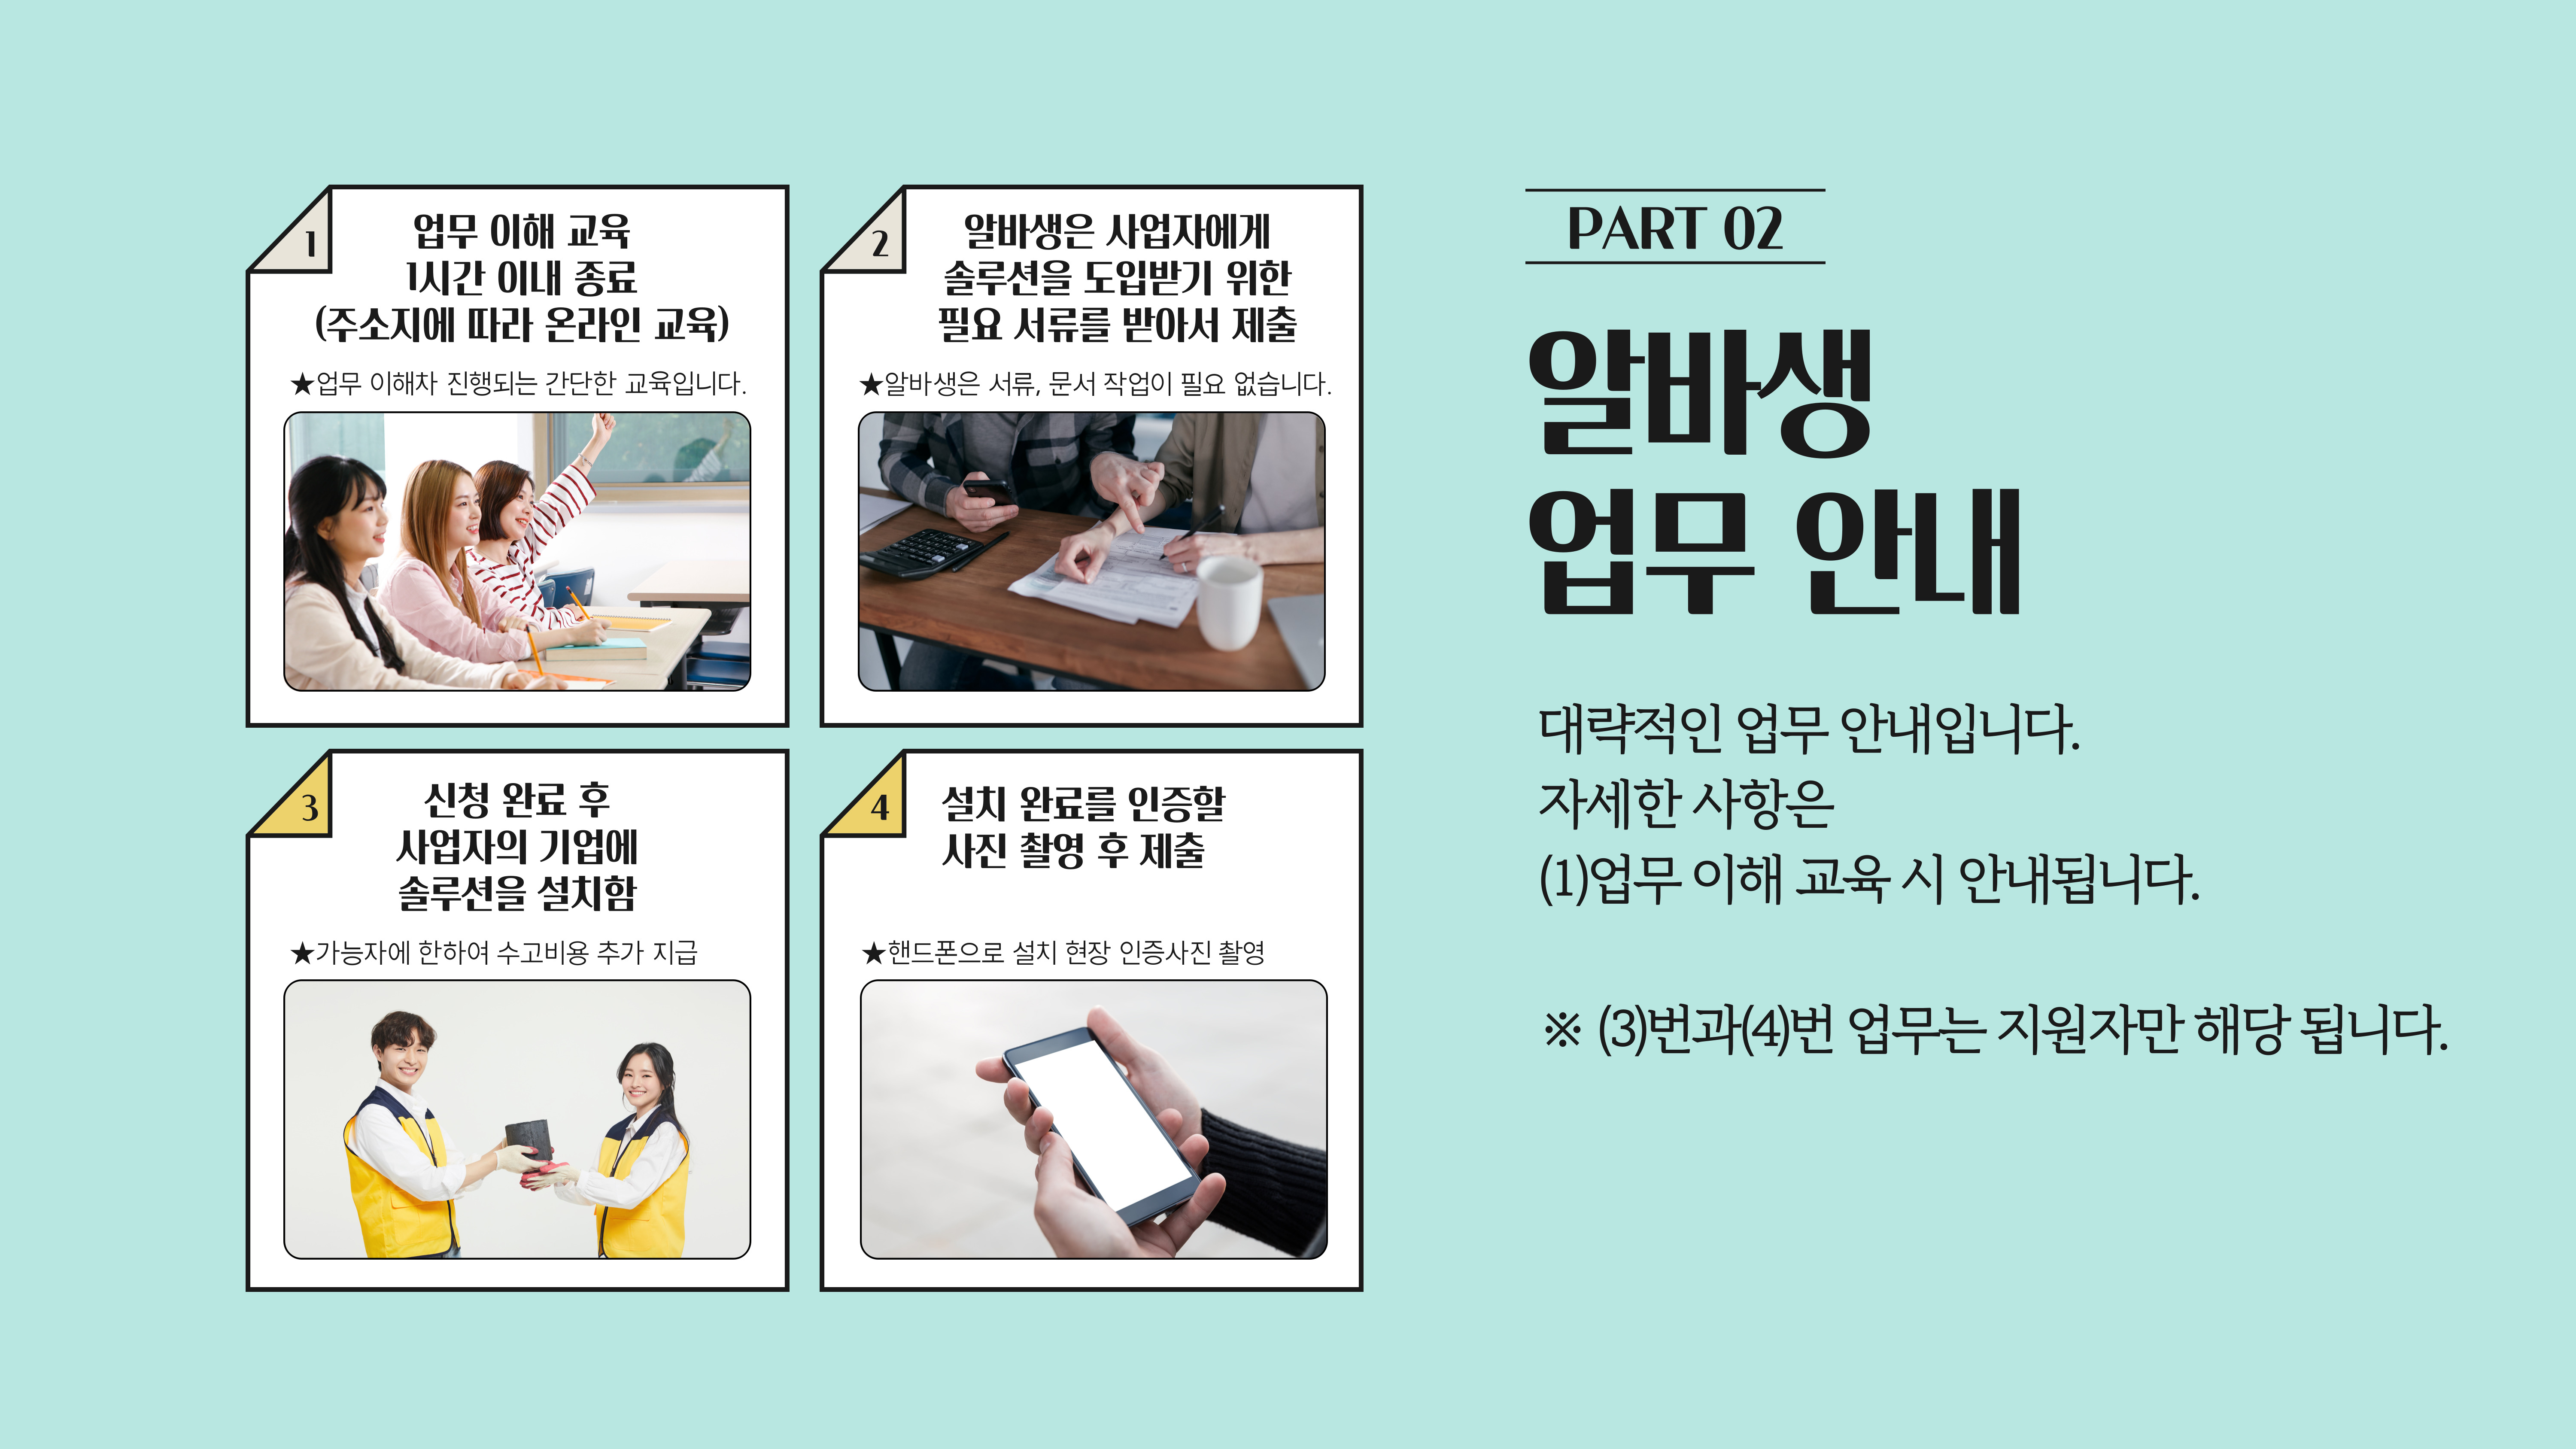 1
업무 이해 교육
1시간 이내 종료
(주소지에 따라 온라인 교육)
★업무 이해차 진행되는 간단한 교육입니다.
2
알바생은 사업자에게
솔루션을 도입받기 위한
필요 서류를 받아서 제출
★알바생은 서류, 문서 작업이 필요 없습니다.
3
신청 완료 후
사업자의 기업에
솔루션을 설치함
★가능자에 한하여 수고비용 추가 지급
4
설치 완료를 인증할
사진 촬영 후 제출
★핸드폰으로 설치 현장 인증사진 촬영
PART 02
알바생
업무 안내
대략적인 업무 안내입니다.
자세한 사항은
(1)업무 이해 교육 시 안내됩니다.
※ (3)번과(4)번 업무는 지원자만 해당 됩니다.